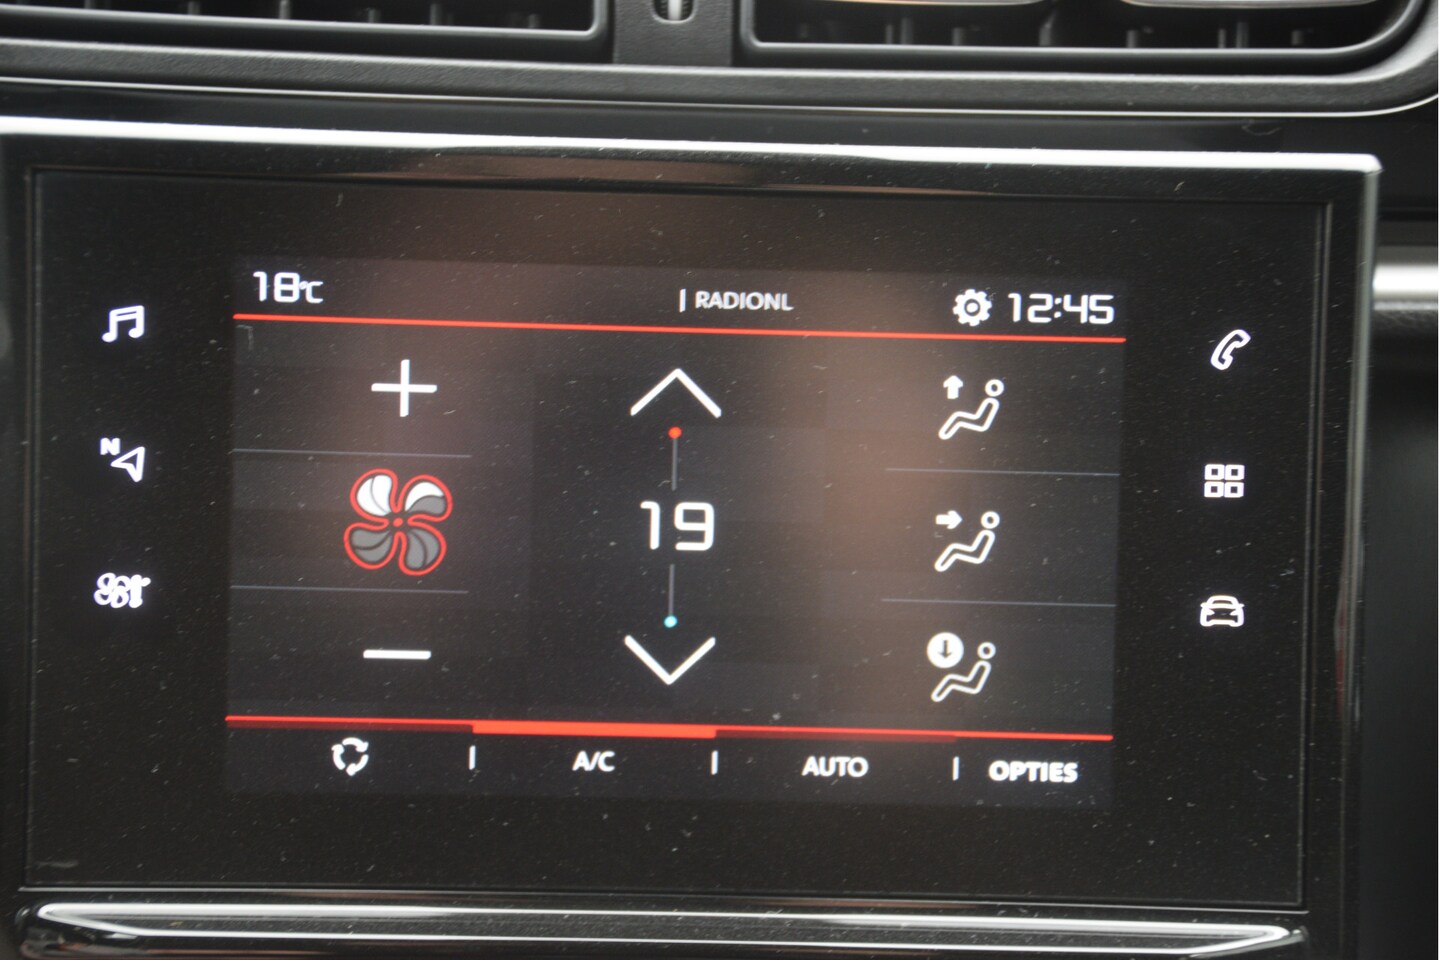 18°C
| RADIONL
12:45
N
19
A/C
AUTO
OPTIES